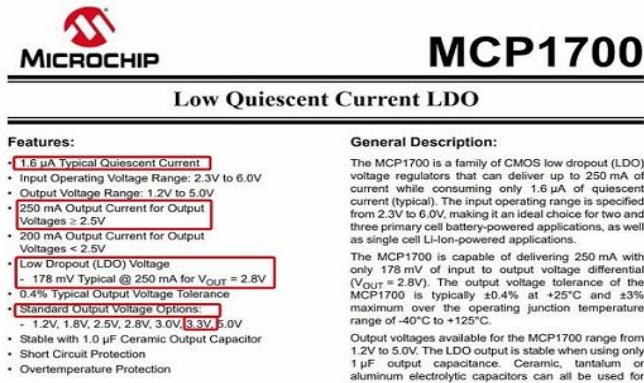 MICROCHIP
MCP1700
Low Quiescent Current LDO
Features:
• 1.6 µA Typical Quiescent Current
• Input Operating Voltage Range: 2.3V to 6.0V
• Output Voltage Range: 1.2V to 5.0V
• 250 mA Output Current for Output
Voltages ≥ 2.5V
• 200 mA Output Current for Output
Voltages < 2.5V
• Low Dropout (LDO) Voltage
- 178 mV Typical @ 250 mA for VOUT = 2.8V
• 0.4% Typical Output Voltage Tolerance
• Standard Output Voltage Options:
- 1.2V, 1.8V, 2.5V, 2.8V, 3.0V, 3.3V, 5.0V
• Stable with 1.0 µF Ceramic Output Capacitor
• Short Circuit Protection
• Overtemperature Protection
General Description:
The MCP1700 is a family of CMOS low dropout (LDO)
voltage regulators that can deliver up to 250 mA of
current while consuming only 1.6 µA of quiescent
current (typical). The input operating range is specified
from 2.3V to 6.0V, making it an ideal choice for two and
three primary cell battery-powered applications, as well
as single cell Li-Ion-powered applications.
The MCP1700 is capable of delivering 250 mA with
only 178 mV of input to output voltage differential
(VOUT = 2.8V). The output voltage tolerance of the
MCP1700 is typically ±0.4% at +25°C and ±3%
maximum over the operating junction temperature
range of -40°C to +125°C.
Output voltages available for the MCP1700 range from
1.2V to 5.0V. The LDO output is stable when using only
1 µF output capacitance. Ceramic, tantalum or
aluminum electrolytic capacitors can all be used for